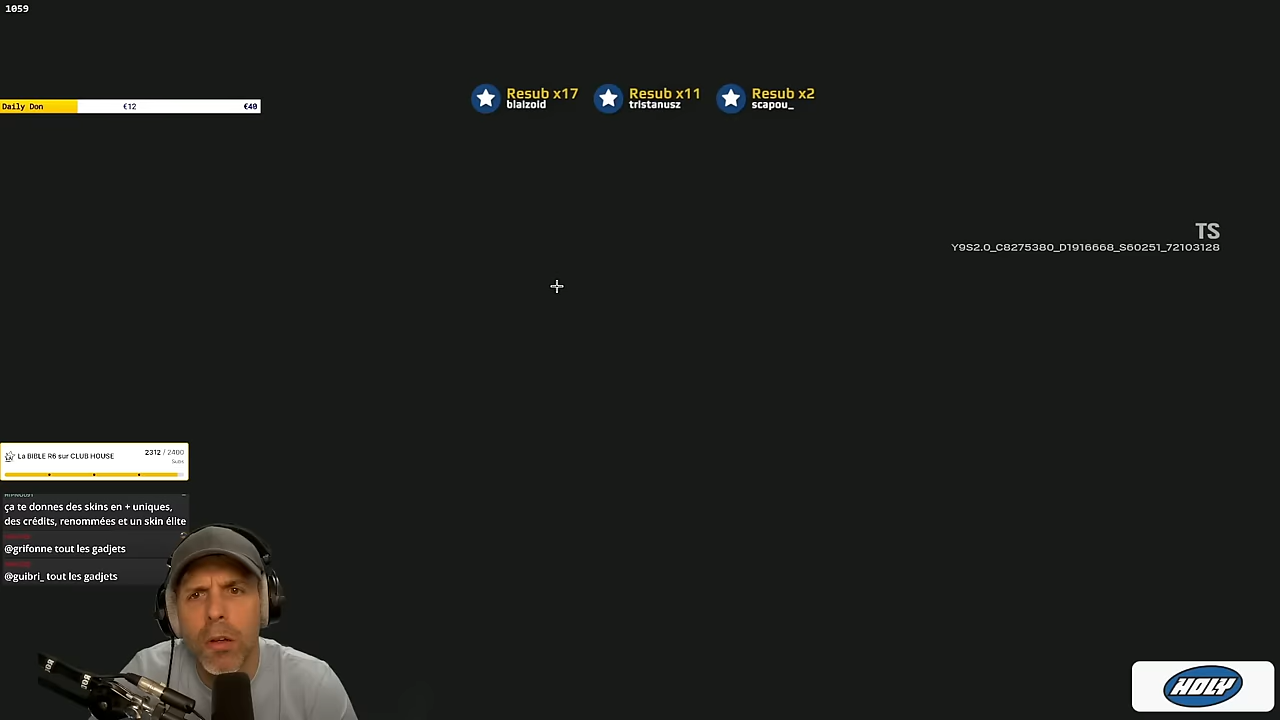 1059
Resub x17
blaizoid
Resub x11
tristanusz
Resub x2
scapou_
Daily Don
€12
€40
TS
Y9S2.0_C8275380_D1916668_S60251_72103128
La BIBLE R6 sur CLUB HOUSE
2312 / 2400
Subs
ça te donnes des skins en + uniques,
des crédits, renommées et un skin élite
@grifonne tout les gadjets
@guibri_ tout les gadjets
HOLY